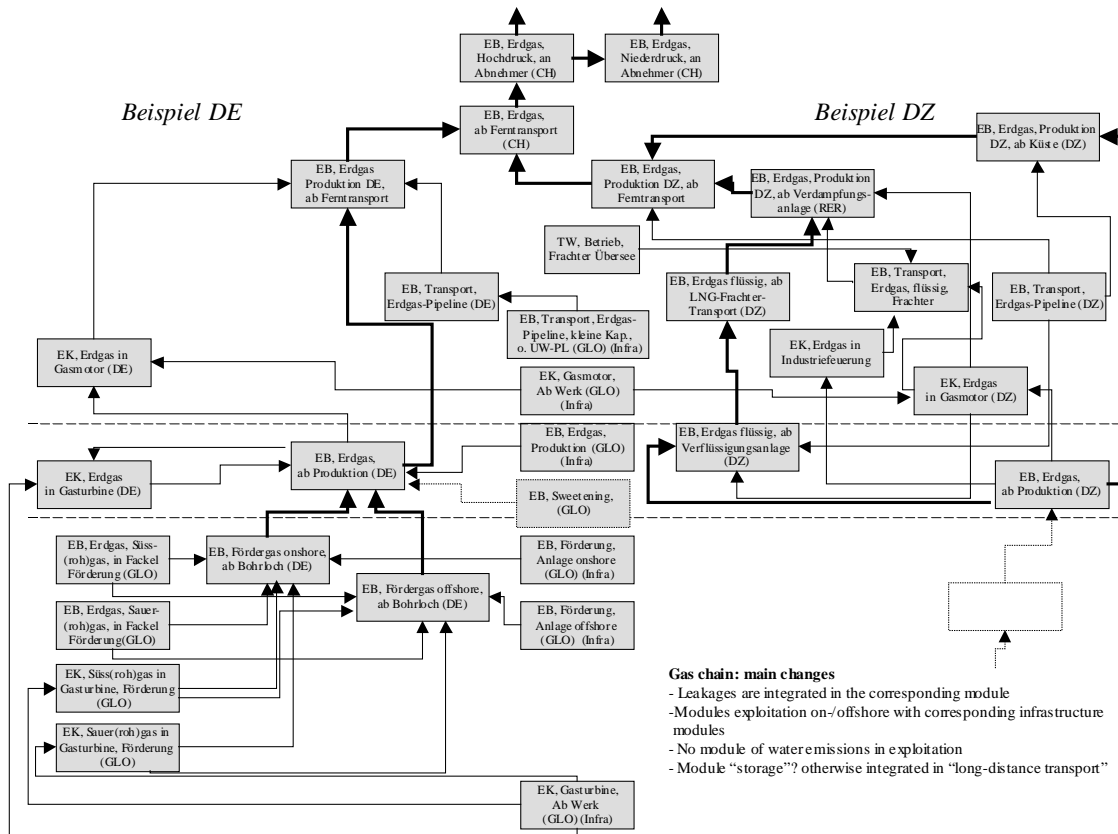 EB, Erdgas,
Hochdruck, an
Abnehmer (CH)
EB, Erdgas,
Niederdruck, an
Abnehmer (CH)
Beispiel DE
EB, Erdgas,
ab Ferntransport
(CH)
Beispiel DZ
EB, Erdgas, Produktion
DZ, ab Küste (DZ)
EB, Erdgas
Produktion DE,
ab Ferntransport
EB, Erdgas,
Produktion DZ, ab
Ferntransport
EB, Erdgas, Produktion
DZ, ab Verdampfungs-
anlage (RER)
TW, Betrieb,
Frachter Übersee
EB, Transport,
Erdgas-Pipeline (DE)
EB, Erdgas flüssig, ab
LNG-Frachter-
Transport (DZ)
EB, Transport,
Erdgas, flüssig,
Frachter
EB, Transport,
Erdgas-Pipeline (DZ)
EB, Transport, Erdgas-
Pipeline, kleine Kap.,
o. UW-PL (GLO) (Infra)
EK, Erdgas in
Gasmotor (DE)
EK, Erdgas in
Industriefeuerung
EK, Gasmotor,
Ab Werk (GLO)
(Infra)
EK, Erdgas
in Gasmotor (DZ)
EB, Erdgas,
ab Produktion (DE)
EB, Erdgas,
Produktion (GLO)
(Infra)
EB, Erdgas flüssig, ab
Verflüssigungsanlage
(DZ)
EK, Erdgas
in Gasturbine (DE)
EB, Sweetening,
(GLO)
EB, Erdgas,
ab Produktion (DZ)
EB, Erdgas, Süss-
(roh)gas, in Fackel
Förderung (GLO)
EB, Fördergas onshore,
ab Bohrloch (DE)
EB, Förderung,
Anlage onshore
(GLO) (Infra)
EB, Fördergas offshore,
ab Bohrloch (DE)
EB, Erdgas, Sauer-
(roh)gas, in Fackel
Förderung(GLO)
EB, Förderung,
Anlage offshore
(GLO) (Infra)
EK, Süss(roh)gas in
Gasturbine, Förderung
(GLO)
EK, Sauer(roh)gas in
Gasturbine, Förderung
(GLO)
EK, Gasturbine,
Ab Werk
(GLO) (Infra)
Gas chain: main changes
- Leakages are integrated in the corresponding module
-Modules exploitation on-/offshore with corresponding infrastructure
modules
- No module of water emissions in exploitation
- Module “storage”? otherwise integrated in “long-distance transport”